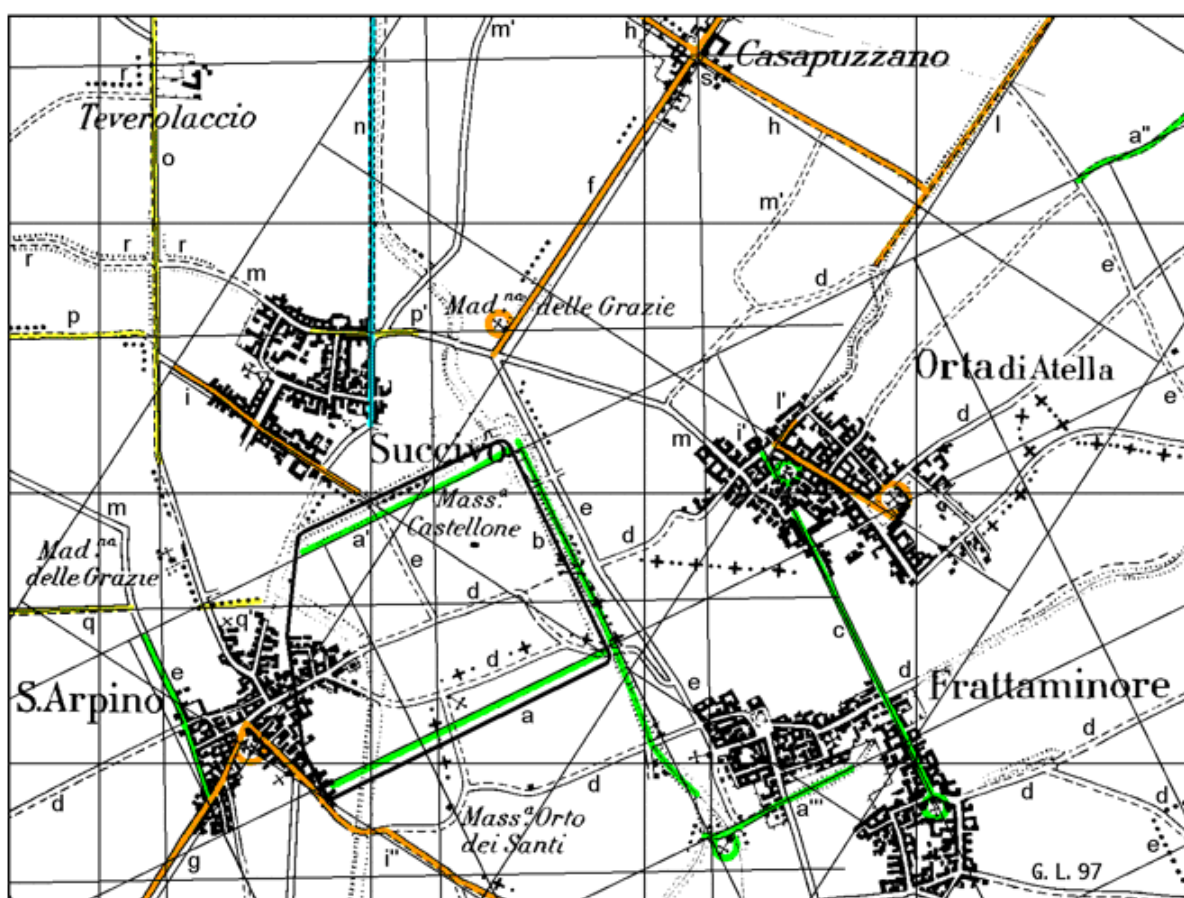 m'
h
Casapuzzano
r
s
Teverolaccio
n
h
l
a''
o
f
m'
r
r
r
m
d
e
Mad.na delle Grazie
p
p'
Orta di Atella
i
l'
e
d
m
i'
Succivo
m
Mass.a
Castellone
e
a'
b
Mad.na
delle Grazie
d
e
d
q
q'
c
e
d
d
S. Arpino
Frattaminore
a
e
d
d
d
d
a'''
Mass.a Orto
dei Santi
e
g
i''
G. L. 97